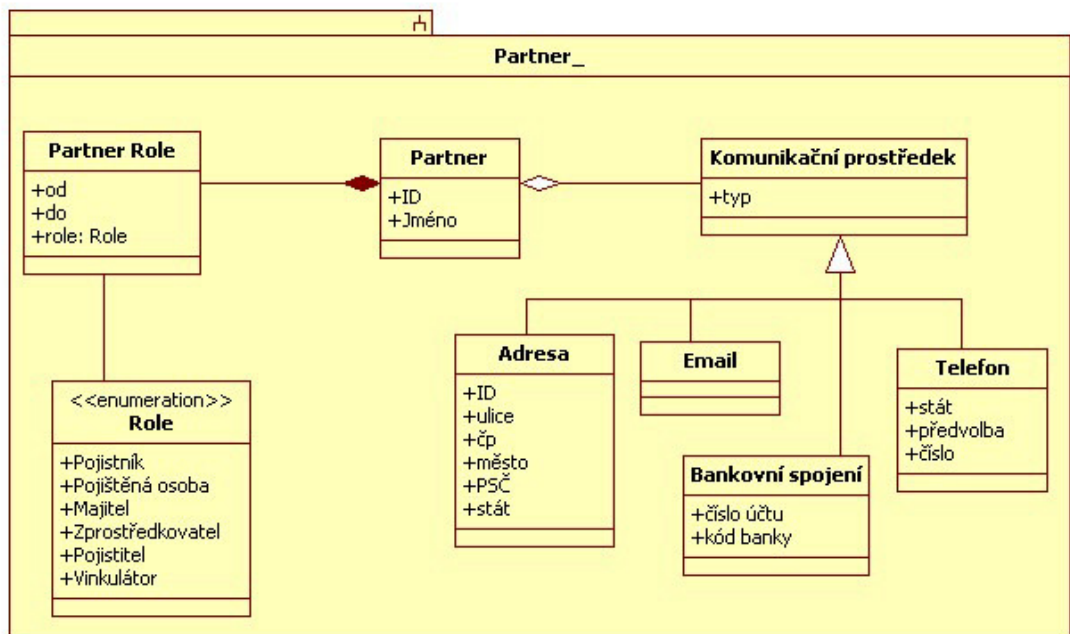 Partner_
Partner Role
+od
+do
+role: Role
Partner
+ID
+Jméno
Komunikační prostředek
+typ
Adresa
+ID
+ulice
+čp
+město
+PSČ
+stát
Email
Telefon
+stát
+předvolba
+číslo
<<enumeration>>
Role
+Pojistník
+Pojištěná osoba
+Majitel
+Zprostředkovatel
+Pojistitel
+Vinkulátor
Bankovní spojení
+číslo účtu
+kód banky